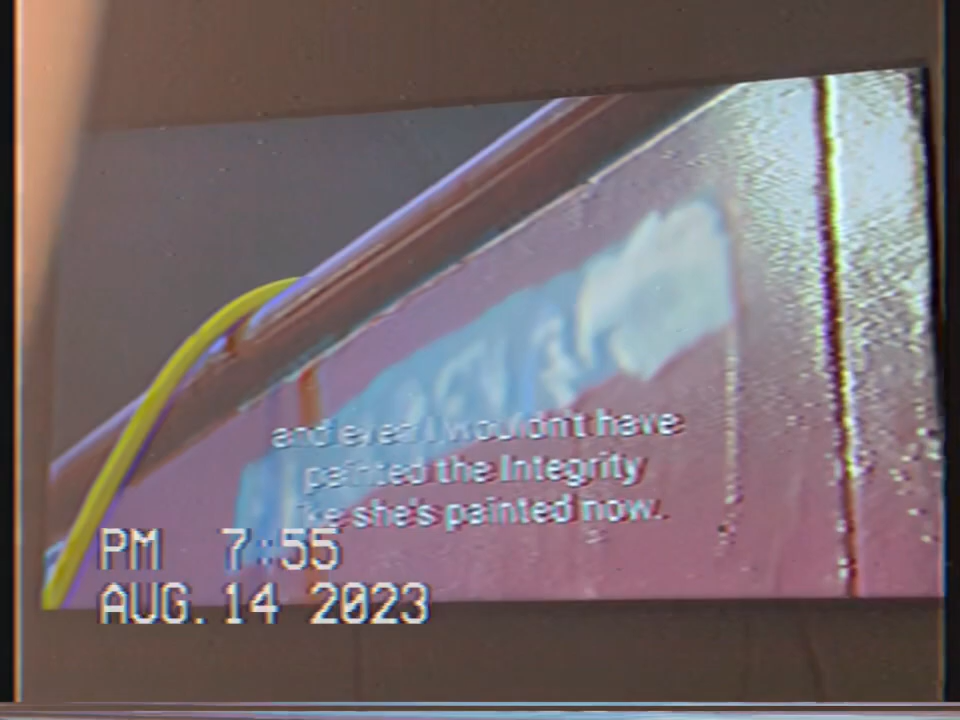 and even I wouldn't have
painted the Integrity
like she's painted now.
PM 7:55
AUG. 14 2023